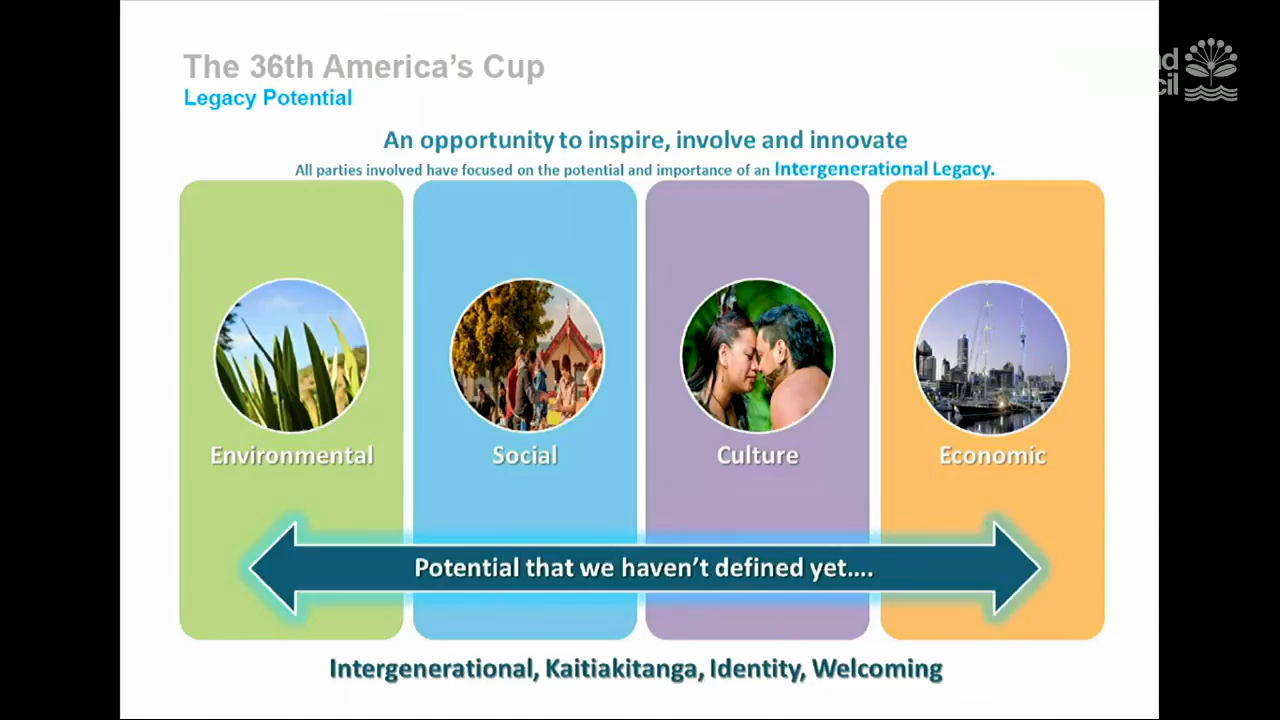 The 36th America's Cup
Legacy Potential
An opportunity to inspire, involve and innovate
All parties involved have focused on the potential and importance of an Intergenerational Legacy.
Environmental
Social
Culture
Economic
Potential that we haven't defined yet....
Intergenerational, Kaitiakitanga, Identity, Welcoming